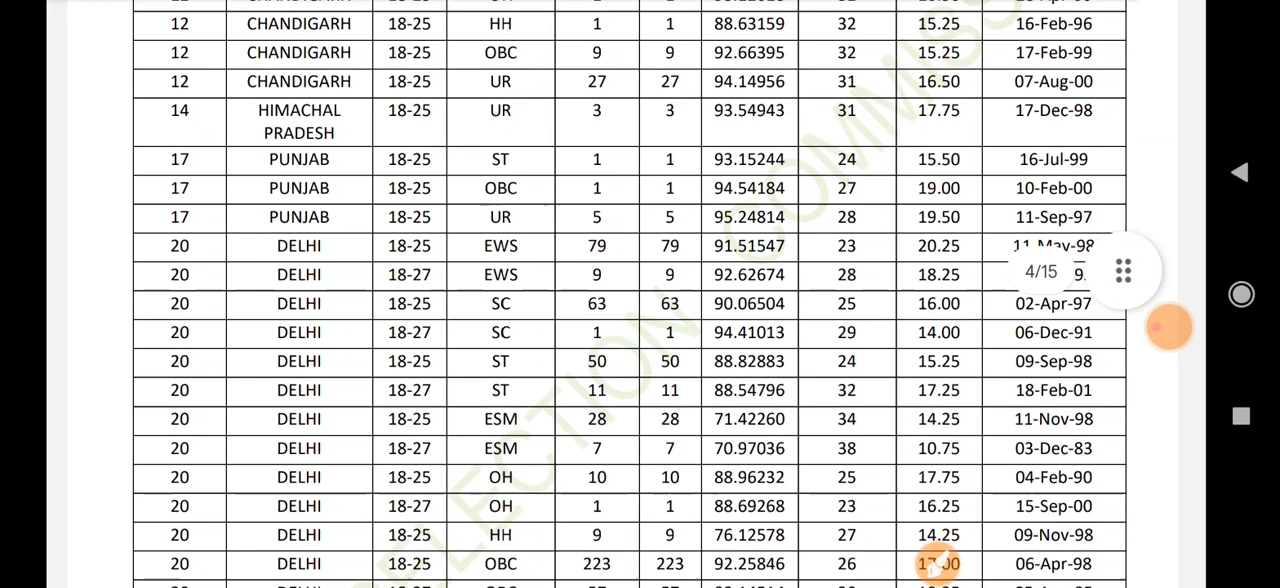 12 CHANDIGARH 18-25 HH 1 1 88.63159 32 15.25 16-Feb-96
12 CHANDIGARH 18-25 OBC 9 9 92.66395 32 15.25 17-Feb-99
12 CHANDIGARH 18-25 UR 27 27 94.14956 31 16.50 07-Aug-00
14 HIMACHAL PRADESH 18-25 UR 3 3 93.54943 31 17.75 17-Dec-98
17 PUNJAB 18-25 ST 1 1 93.15244 24 15.50 16-Jul-99
17 PUNJAB 18-25 OBC 1 1 94.54184 27 19.00 10-Feb-00
17 PUNJAB 18-25 UR 5 5 95.24814 28 19.50 11-Sep-97
20 DELHI 18-25 EWS 79 79 91.51547 23 20.25 11-May-98
20 DELHI 18-27 EWS 9 9 92.62674 28 18.25
4/15
20 DELHI 18-25 SC 63 63 90.06504 25 16.00 02-Apr-97
20 DELHI 18-27 SC 1 1 94.41013 29 14.00 06-Dec-91
20 DELHI 18-25 ST 50 50 88.82883 24 15.25 09-Sep-98
20 DELHI 18-27 ST 11 11 88.54796 32 17.25 18-Feb-01
20 DELHI 18-25 ESM 28 28 71.42260 34 14.25 11-Nov-98
20 DELHI 18-27 ESM 7 7 70.97036 38 10.75 03-Dec-83
20 DELHI 18-25 OH 10 10 88.96232 25 17.75 04-Feb-90
20 DELHI 18-27 OH 1 1 88.69268 23 16.25 15-Sep-00
20 DELHI 18-25 HH 9 9 76.12578 27 14.25 09-Nov-98
20 DELHI 18-25 OBC 223 223 92.25846 26 17.00 06-Apr-98